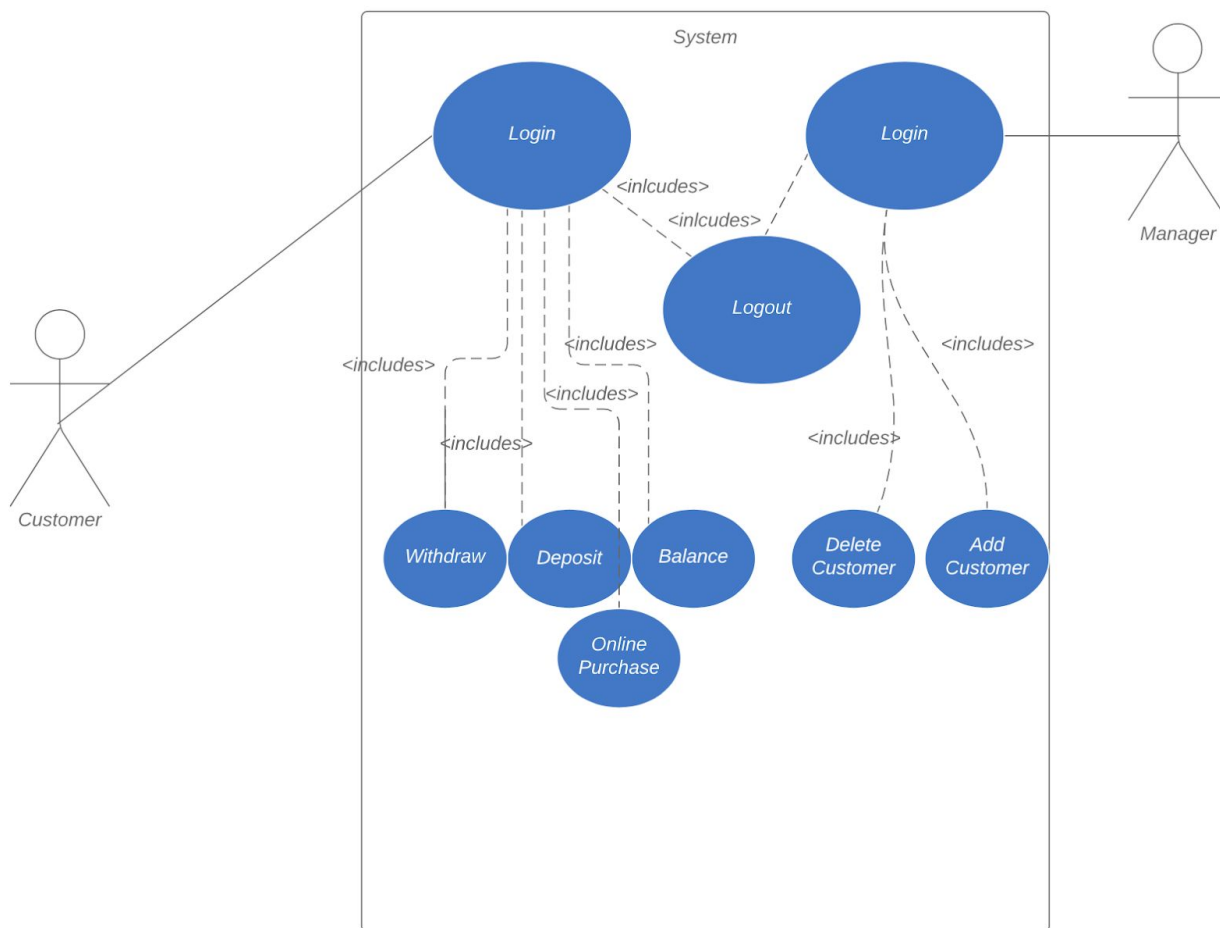 System
Login
Login
<inlcudes>
<inlcudes>
Manager
Logout
<includes>
<includes>
<includes>
<includes>
<includes>
<includes>
Customer
Withdraw
Deposit
Balance
Delete
Customer
Add
Customer
Online
Purchase